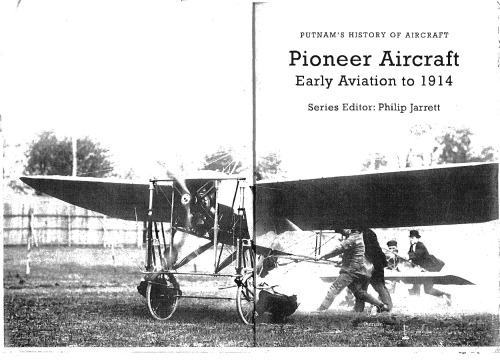 PUTNAM'S HISTORY OF AIRCRAFT
Pioneer Aircraft
Early Aviation to 1914
Series Editor: Philip Jarrett